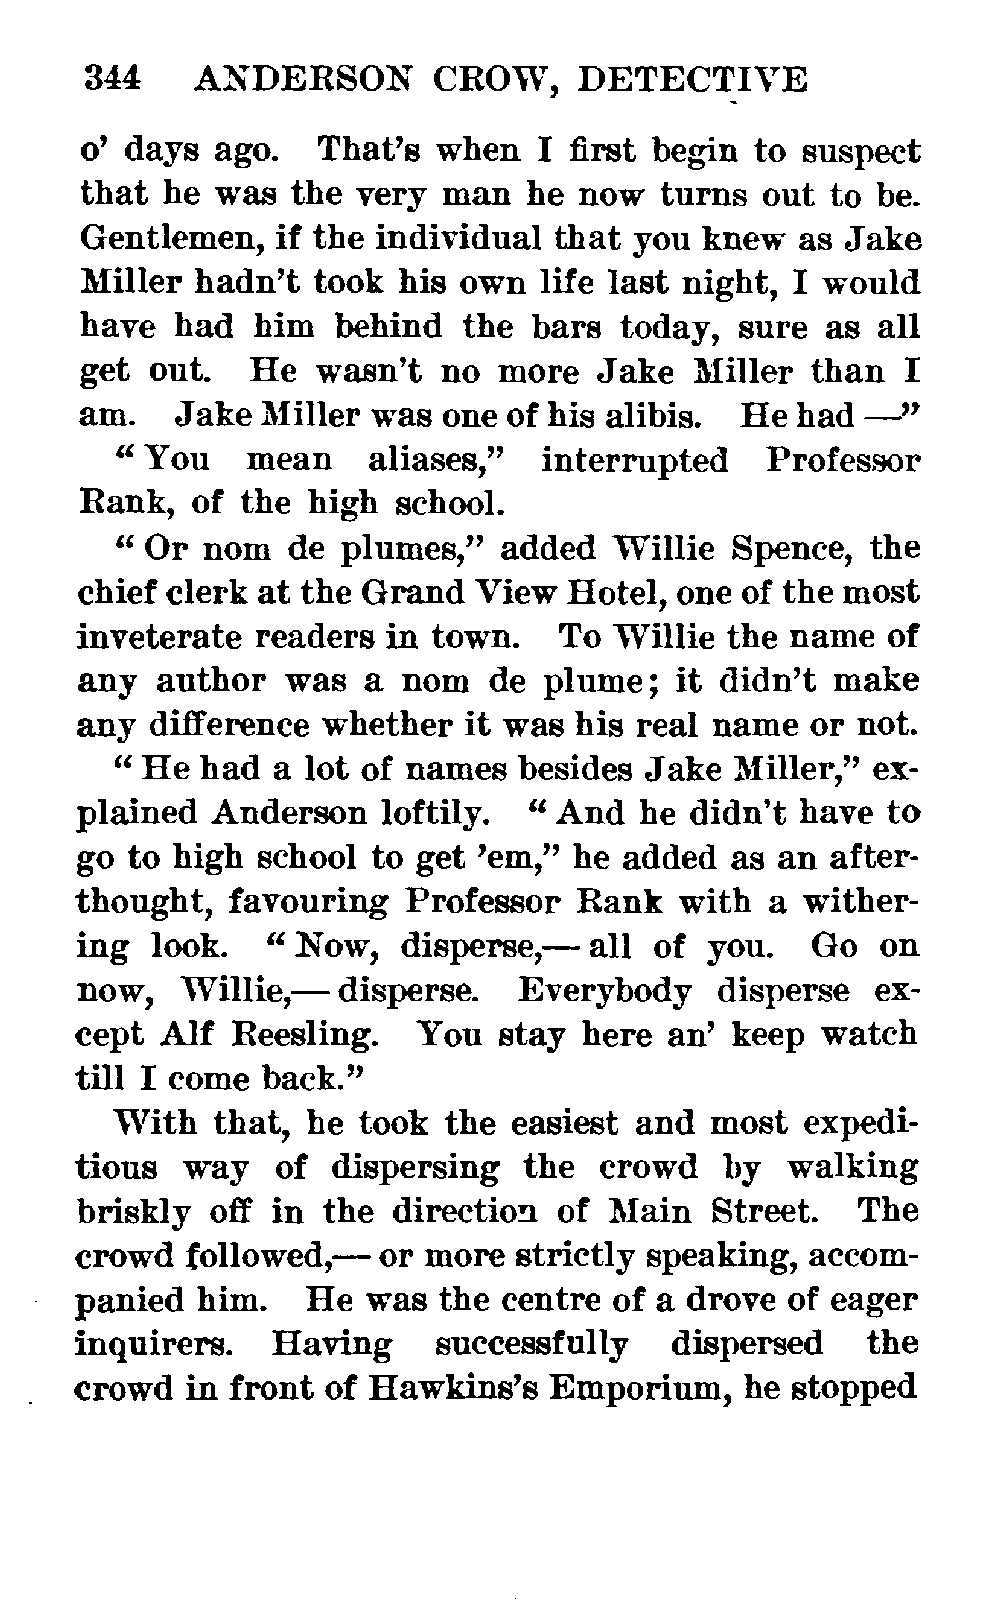 344 ANDERSON CROW, DETECTIVE
o' days ago. That's when I first begin to suspect
that he was the very man he now turns out to be.
Gentlemen, if the individual that you knew as Jake
Miller hadn't took his own life last night, I would
have had him behind the bars today, sure as all
get out. He wasn't no more Jake Miller than I
am. Jake Miller was one of his alibis. He had —"
"You mean aliases," interrupted Professor
Rank, of the high school.
"Or nom de plumes," added Willie Spence, the
chief clerk at the Grand View Hotel, one of the most
inveterate readers in town. To Willie the name of
any author was a nom de plume; it didn't make
any difference whether it was his real name or not.
"He had a lot of names besides Jake Miller," ex-
plained Anderson loftily. "And he didn't have to
go to high school to get 'em," he added as an after-
thought, favouring Professor Rank with a wither-
ing look. "Now, disperse,— all of you. Go on
now, Willie,— disperse. Everybody disperse ex-
cept Alf Reesling. You stay here an' keep watch
till I come back."
With that, he took the easiest and most expedi-
tious way of dispersing the crowd by walking
briskly off in the direction of Main Street. The
crowd followed,— or more strictly speaking, accom-
panied him. He was the centre of a drove of eager
inquirers. Having successfully dispersed the
crowd in front of Hawkins's Emporium, he stopped